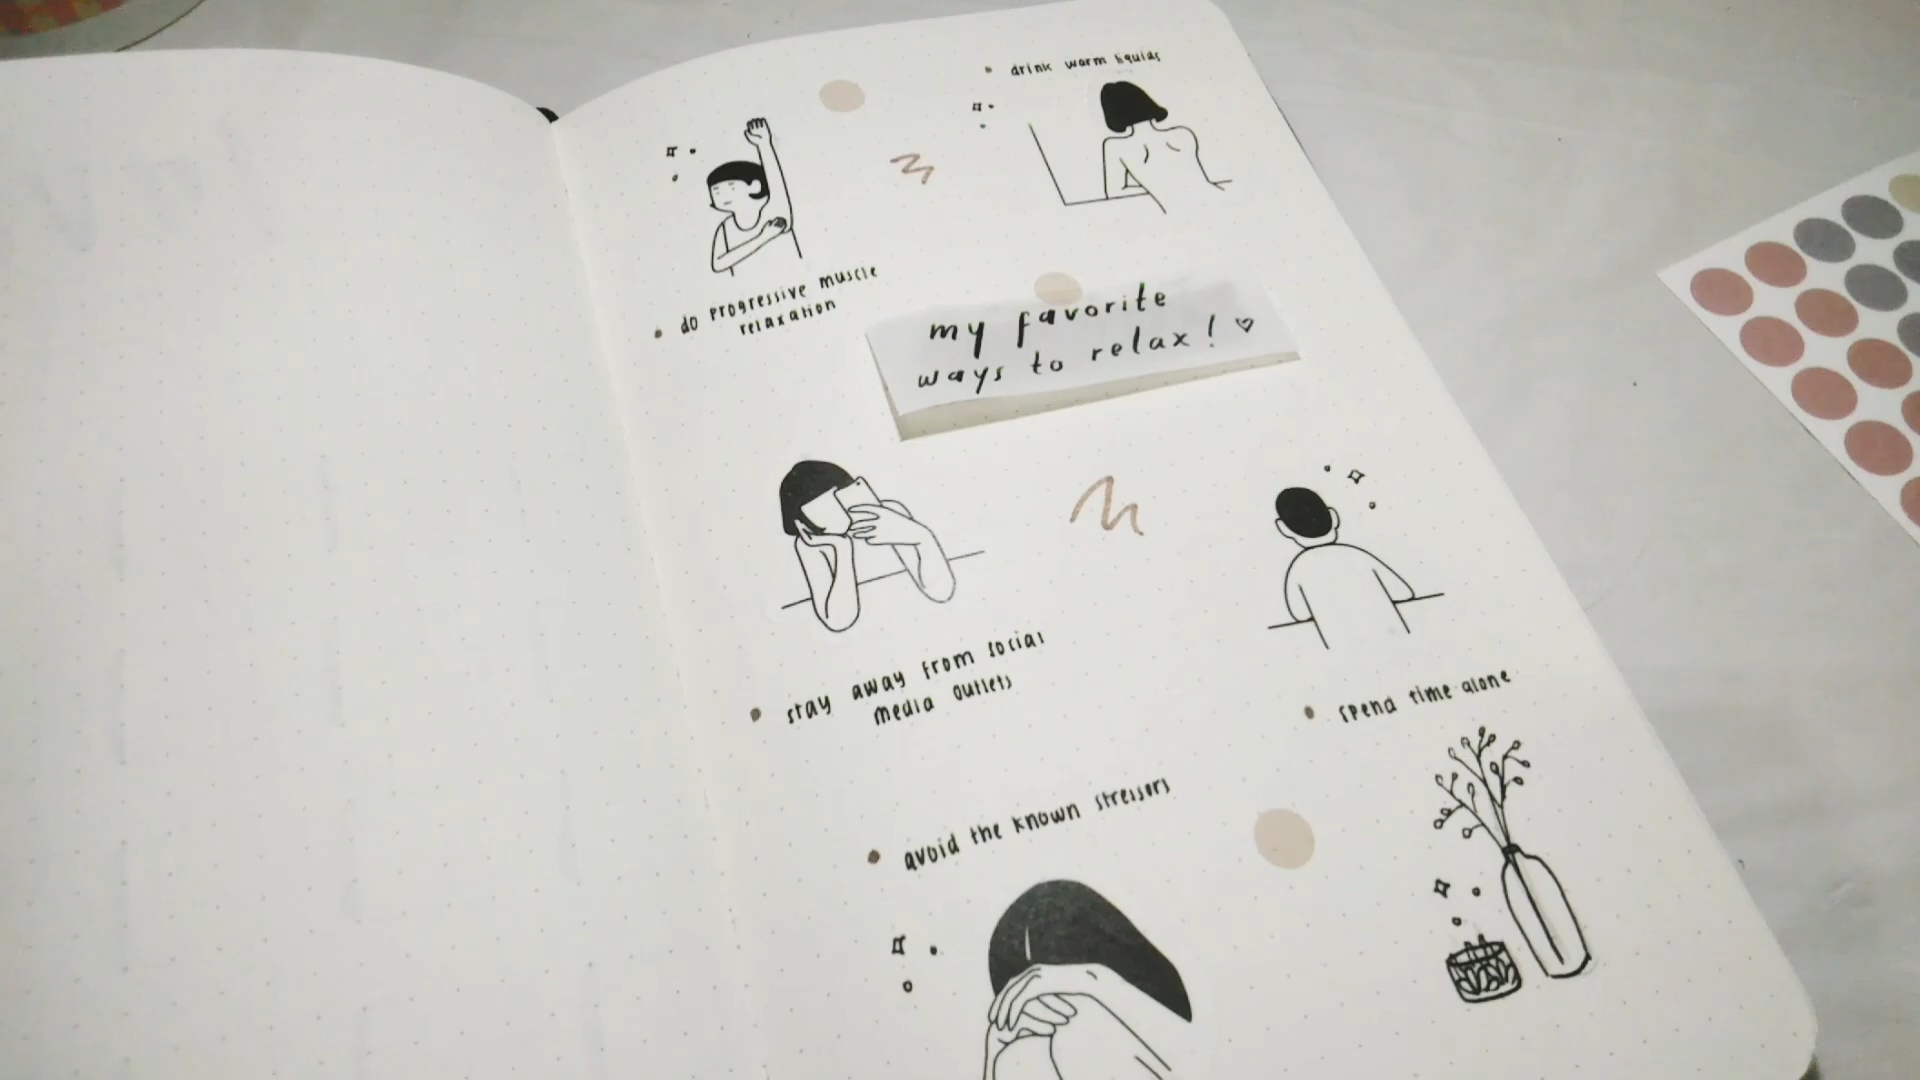 drink warm liquids
do progressive muscle
relaxation
my favorite
ways to relax!
stay away from social
media outlets
spend time alone
avoid the known stressors